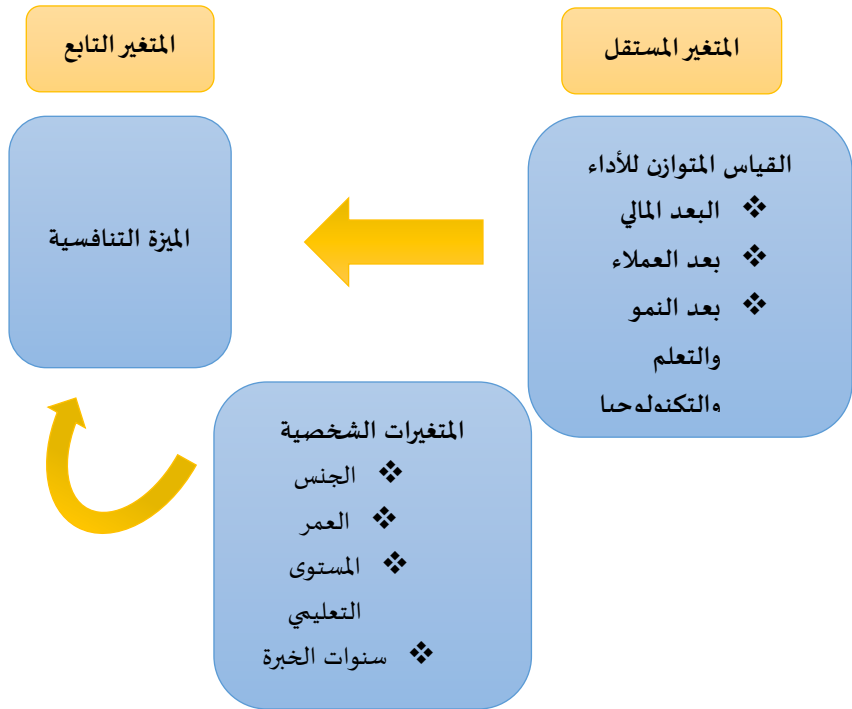 المتغير المستقل
المتغير التابع
القياس المتوازن للأداء
❖ البعد المالي
❖ بعد العملاء
❖ بعد النمو
والتعلم
والتكنولوجيا
الميزة التنافسية
المتغيرات الشخصية
❖ الجنس
❖ العمر
❖ المستوى
التعليمي
❖ سنوات الخبرة